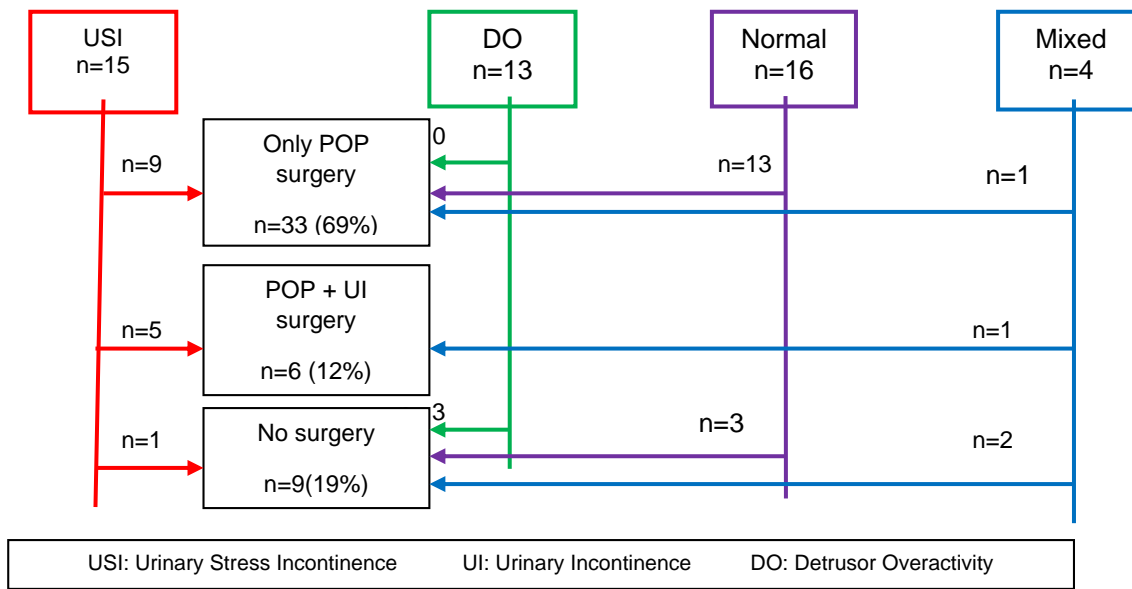 USI
n=15
DO
n=13
Normal
n=16
Mixed
n=4
Only POP
surgery
n=33 (69%)
n=9
0
n=13
n=1
POP + UI
surgery
n=6 (12%)
n=5
n=1
No surgery
n=9(19%)
n=1
3
n=3
n=2
USI: Urinary Stress Incontinence UI: Urinary Incontinence DO: Detrusor Overactivity